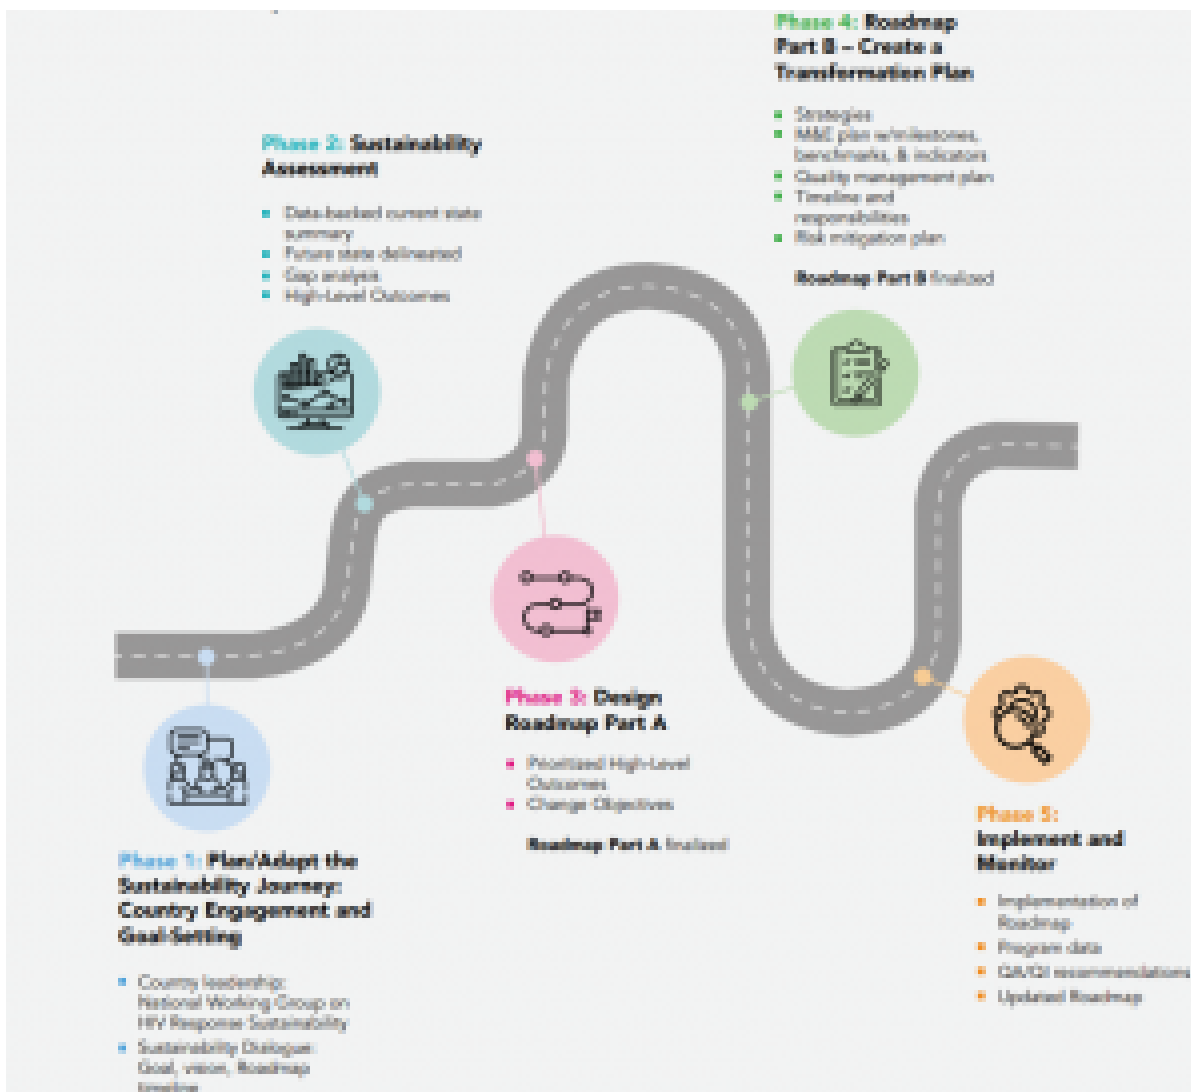 Phase 1: Plan/Adapt the
Sustainability Journey:
Country Engagement and
Goal-Setting
Country leadership:
National Working Group on
HIV Response Sustainability
Sustainability Dialogue:
Goal, vision, Roadmap
timeline
Phase 2: Sustainability
Assessment
Data-backed current state
summary
Future state delineated
Gap analysis
High-Level Outcomes
Phase 3: Design
Roadmap Part A
Prioritized High-Level
Outcomes
Change Objectives
Roadmap Part A finalized
Phase 4: Roadmap
Part B – Create a
Transformation Plan
Strategies
M&E plan w/milestones,
benchmarks, & indicators
Quality management plan
Timeline and
responsibilities
Risk mitigation plan
Roadmap Part B finalized
Phase 5:
Implement and
Monitor
Implementation of
Roadmap
Program data
QA/QI recommendations
Updated Roadmap